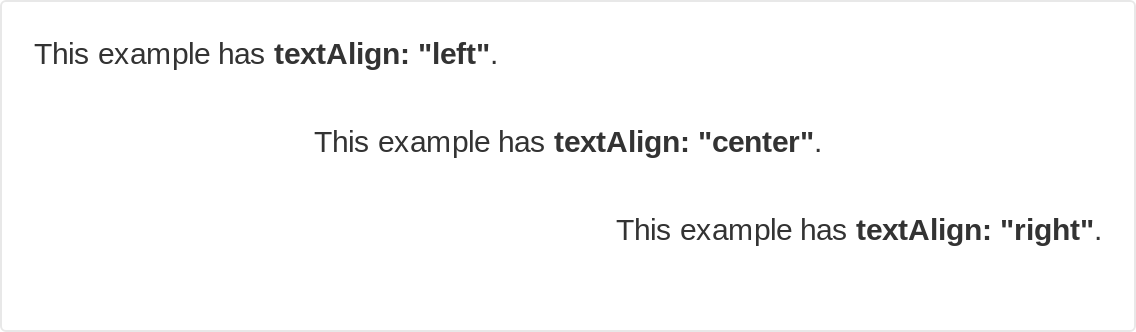 This example has textAlign: "left".
This example has textAlign: "center".
This example has textAlign: "right".